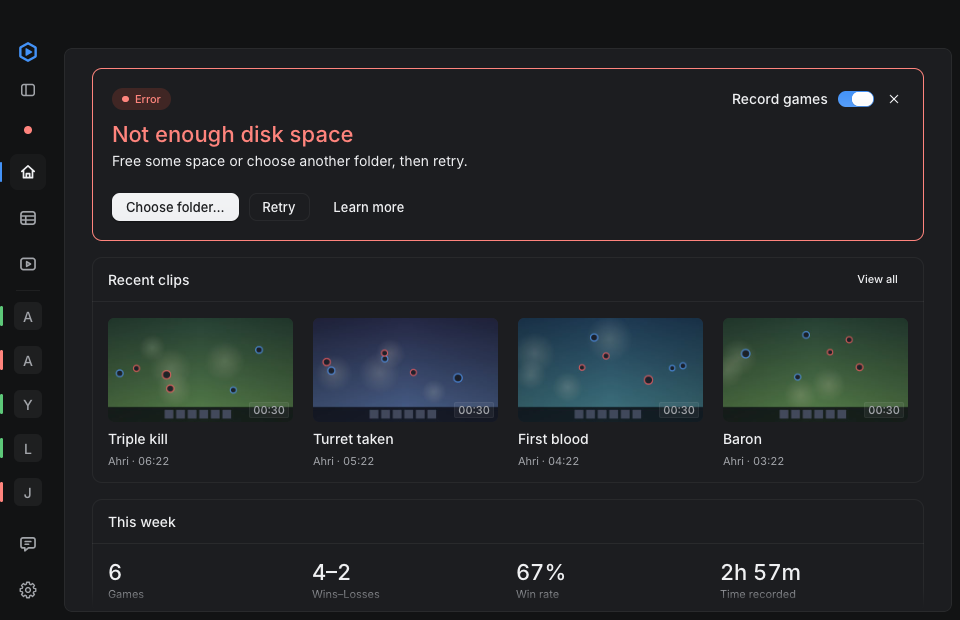 Error
Record games
Not enough disk space
Free some space or choose another folder, then retry.
Choose folder...
Retry
Learn more
Recent clips
View all
A
A
Y
L
J
00:30
00:30
00:30
00:30
Triple kill
Turret taken
First blood
Baron
Ahri · 06:22
Ahri · 05:22
Ahri · 04:22
Ahri · 03:22
This week
6
4–2
67%
2h 57m
Games
Wins–Losses
Win rate
Time recorded